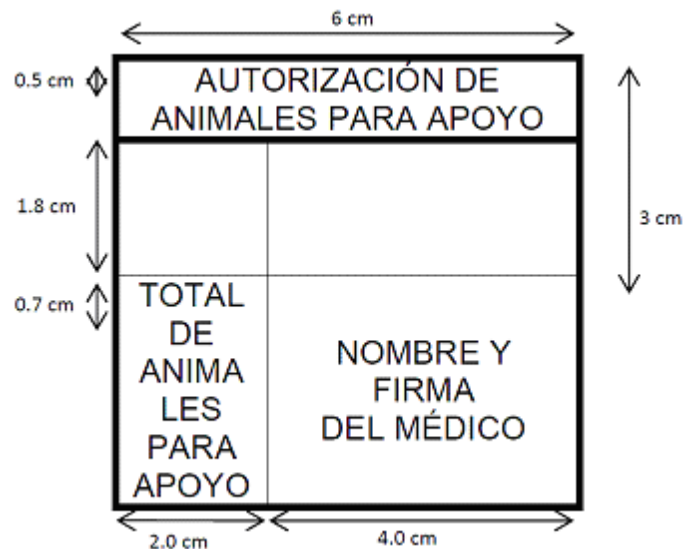 6 cm
0.5 cm
AUTORIZACIÓN DE
ANIMALES PARA APOYO
1.8 cm
3 cm
0.7 cm
TOTAL
DE
ANIMA
LES
PARA
APOYO
NOMBRE Y
FIRMA
DEL MÉDICO
2.0 cm
4.0 cm